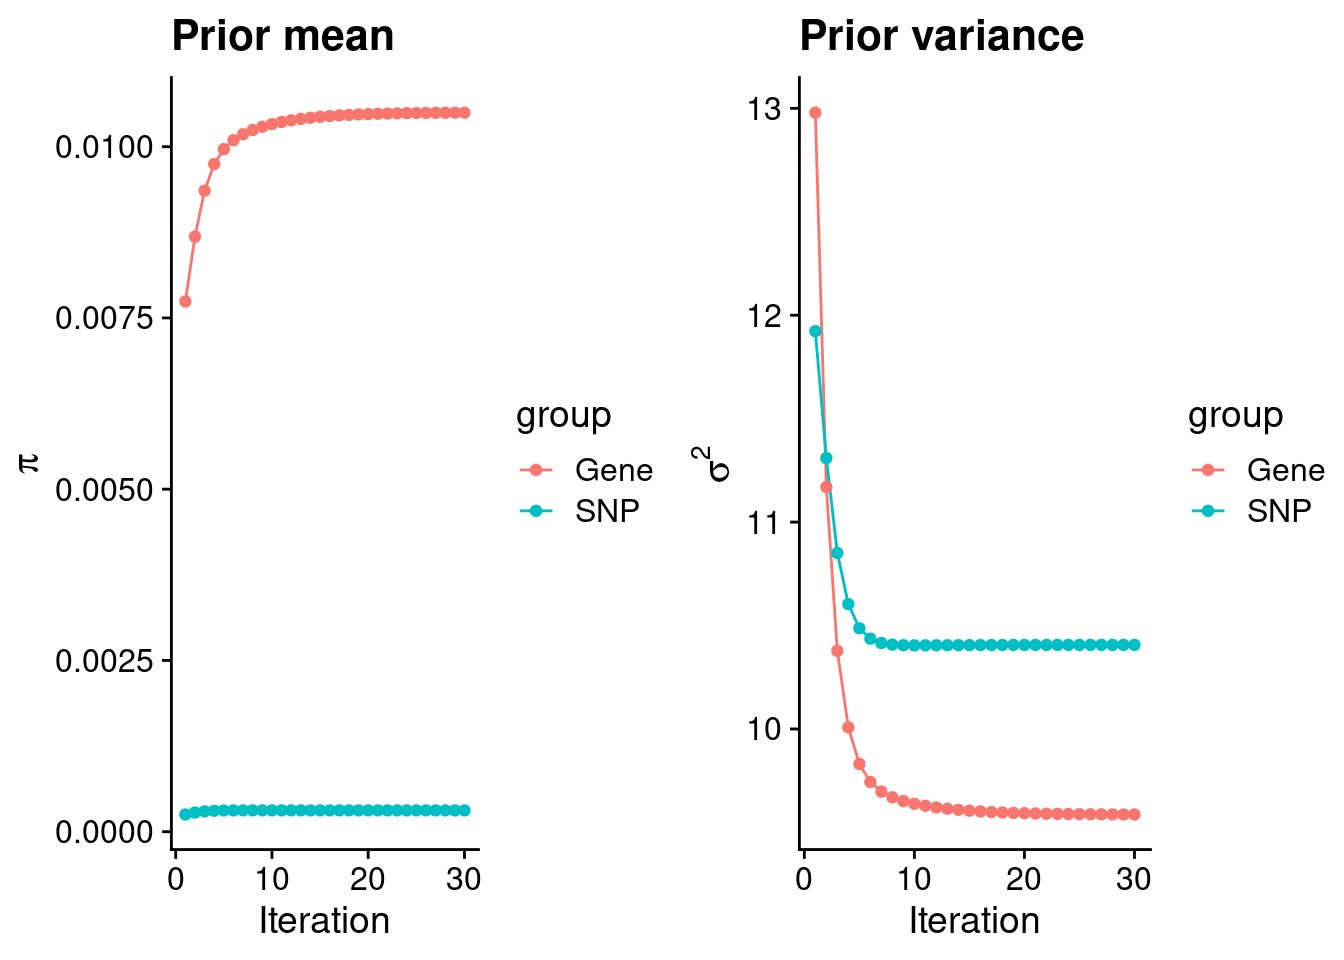 Prior mean
π
0.0100
0.0075
0.0050
0.0025
0.0000
0 10 20 30
Iteration
group
Gene
SNP
Prior variance
σ²
13
12
11
10
0 10 20 30
Iteration
group
Gene
SNP